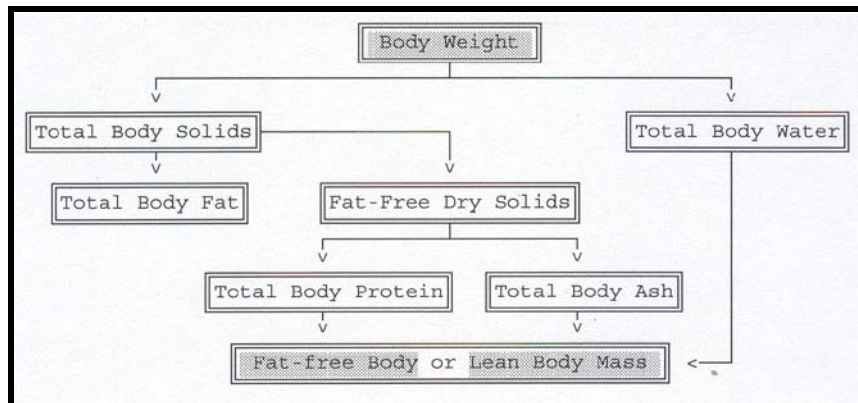 Body Weight
Total Body Solids
Total Body Water
Total Body Fat
Fat-Free Dry Solids
Total Body Protein
Total Body Ash
Fat-free Body or Lean Body Mass